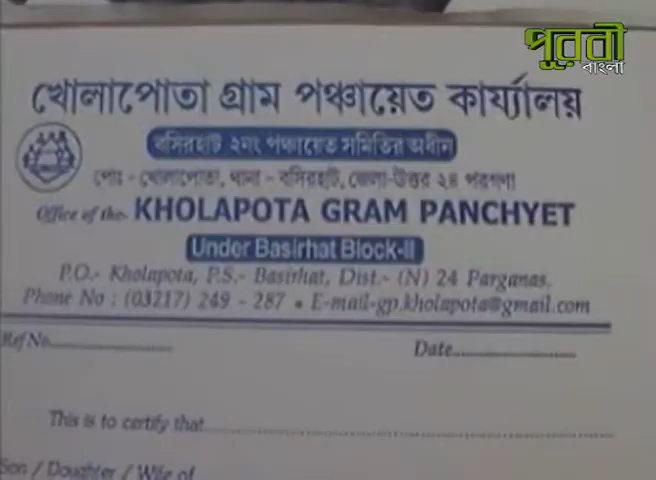 পূরবী
বাংলা
খোলাপোতা গ্রাম পঞ্চায়েত কার্য্যালয়
বসিরহাট ২নং পঞ্চায়েত সমিতির অধীন
পোঃ - খোলাপোতা, থানা - বসিরহাট, জেলা-উত্তর ২৪ পরগণা
Office of the KHOLAPOTA GRAM PANCHYET
Under Basirhat Block-II
P.O.- Kholapota, P.S.- Basirhat, Dist.- (N) 24 Parganas.
Phone No : (03217) 249 - 287 • E-mail-gp.kholapota@gmail.com
Ref No.
Date
This is to certify that
Son / Daughter / Wife of